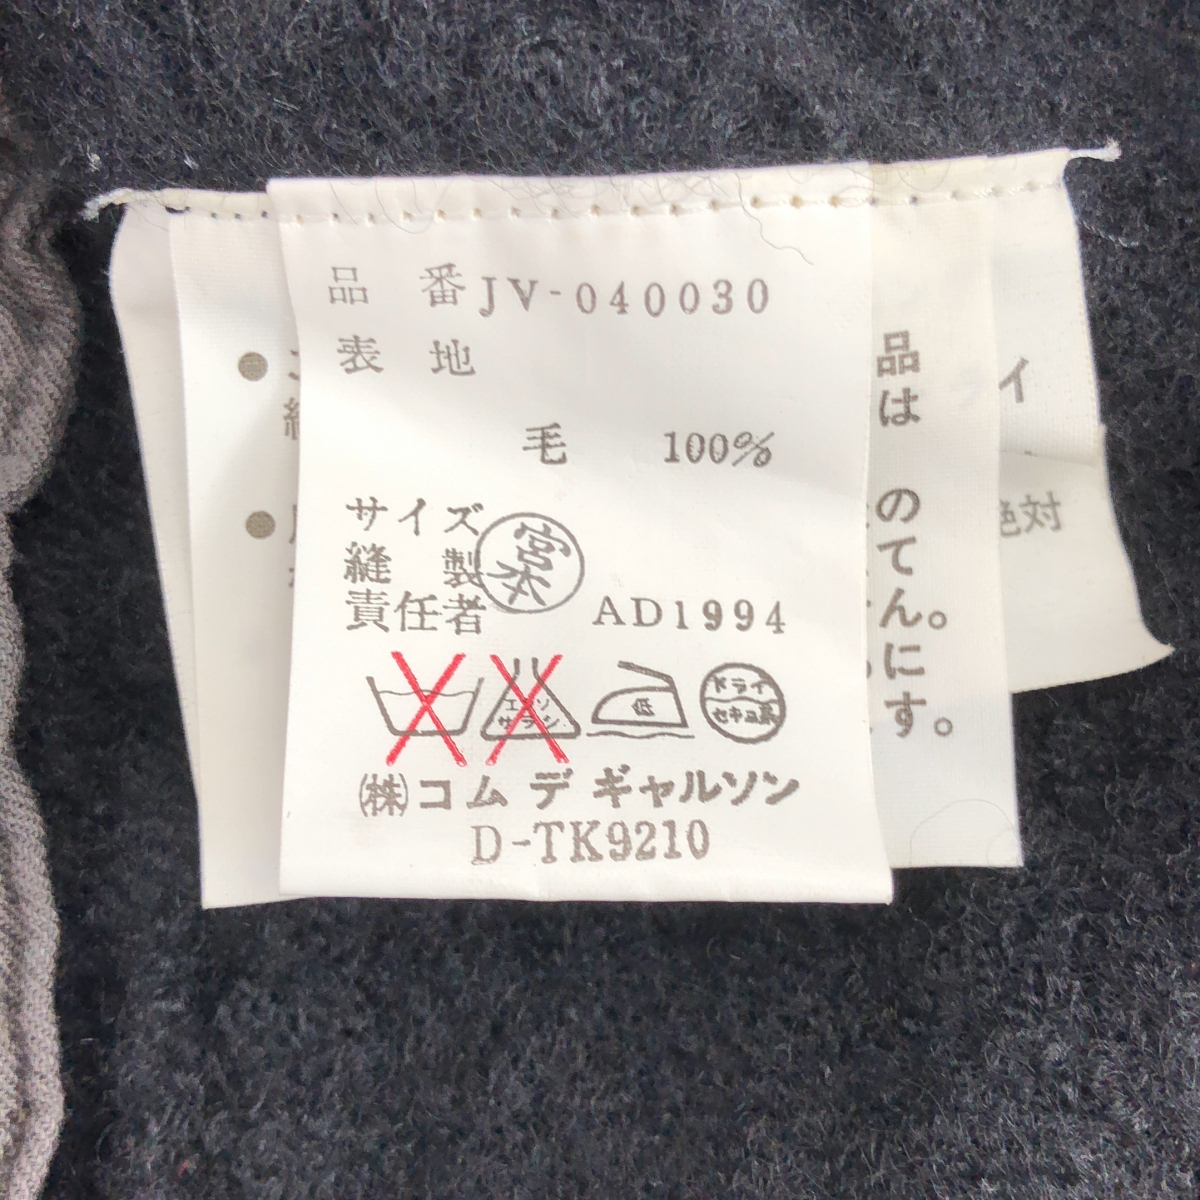 品番 JV-040030
表地
毛 100%
サイズ
縫製 宮本
責任者 AD1994
エンソ
サラシ
低
ドライ
セキユ系
㈱コム デ ギャルソン
D-TK9210
品
は
の
て
ん。
に
す。
イ
絶対